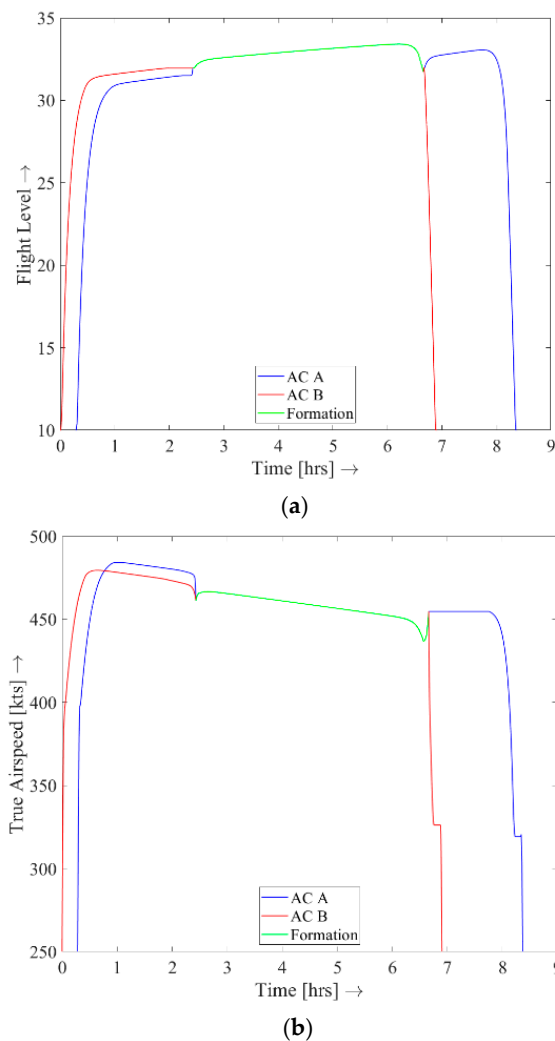 35
30
25
20
15
10
Flight Level →
AC A
AC B
Formation
0 1 2 3 4 5 6 7 8 9
Time [hrs] →
(a)
500
450
400
350
300
250
True Airspeed [kts] →
AC A
AC B
Formation
0 1 2 3 4 5 6 7 8 9
Time [hrs] →
(b)